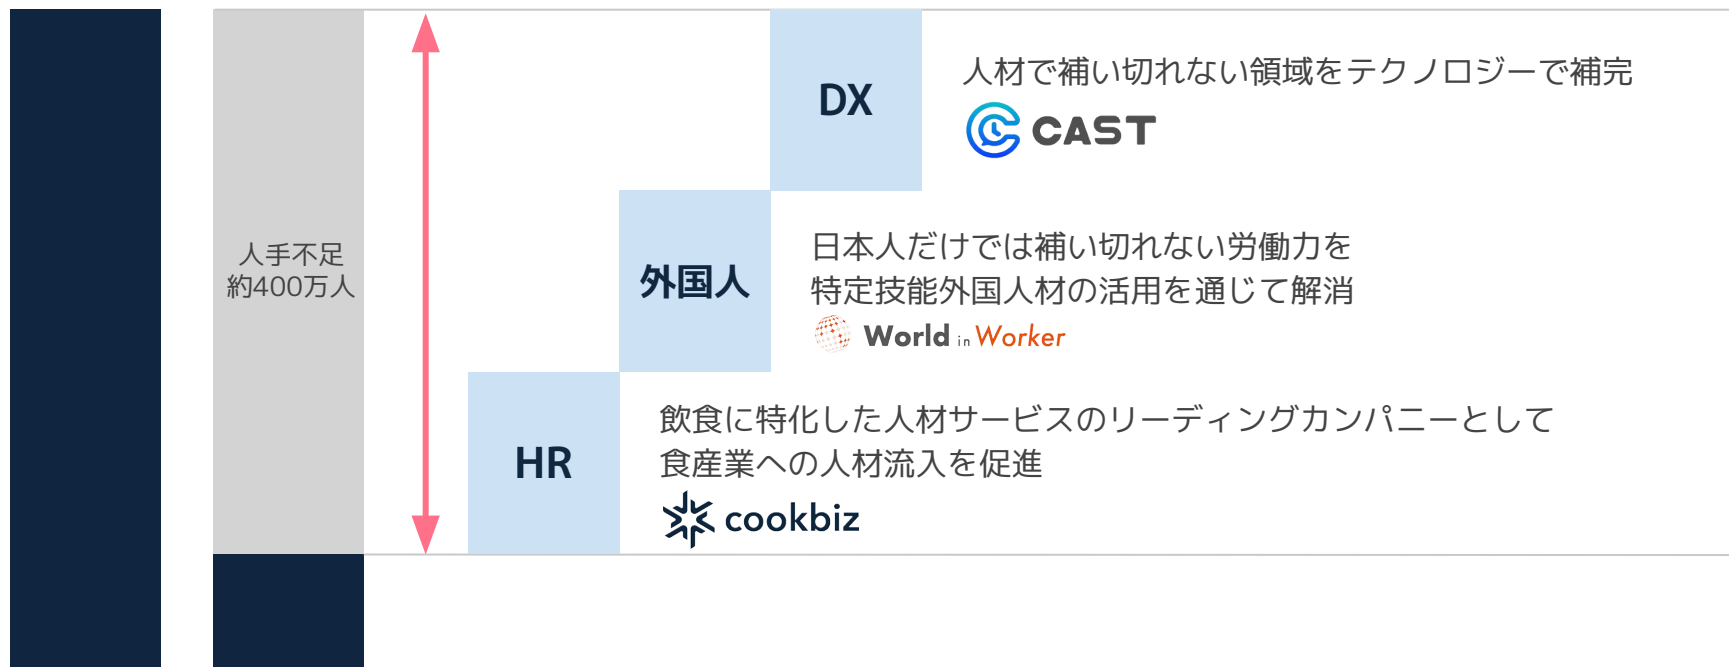 人手不足
約400万人
DX
人材で補い切れない領域をテクノロジーで補完
CAST
外国人
日本人だけでは補い切れない労働力を
特定技能外国人材の活用を通じて解消
World in Worker
HR
飲食に特化した人材サービスのリーディングカンパニーとして
食産業への人材流入を促進
cookbiz